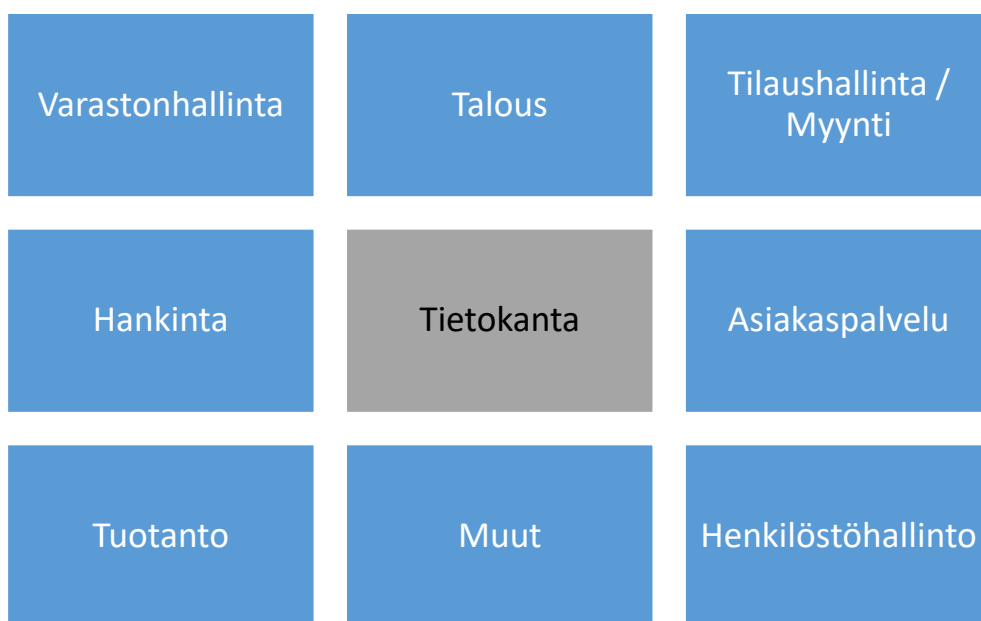 Varastonhallinta
Talous
Tilaushallinta /
Myynti
Hankinta
Tietokanta
Asiakaspalvelu
Tuotanto
Muut
Henkilöstöhallinto